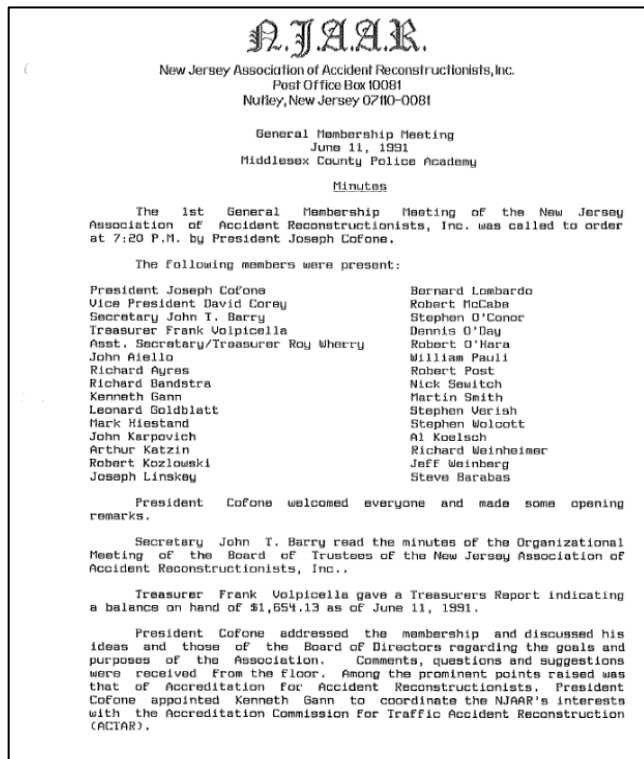 N.J.A.A.R.
New Jersey Association of Accident Reconstructionists, Inc.
Post Office Box 10081
Nutley, New Jersey 07110-0081
General Membership Meeting
June 11, 1991
Middlesex County Police Academy
Minutes
The 1st General Membership Meeting of the New Jersey
Association of Accident Reconstructionists, Inc. was called to order
at 7:20 P.M. by President Joseph Cofone.
The following members were present:
President Joseph Cofone
Vice President David Corey
Secretary John T. Barry
Treasurer Frank Volpicella
Asst. Secretary/Treasurer Roy Wherry
John Aiello
Richard Ayres
Richard Bandstra
Kenneth Gann
Leonard Goldblatt
Mark Hiestand
John Karpovich
Arthur Katzin
Robert Kozlowski
Joseph Linskey
Bernard Lombardo
Robert McCabe
Stephen O'Conor
Dennis O'Day
Robert O'Hara
William Pauli
Robert Post
Nick Sewitch
Martin Smith
Stephen Verish
Stephen Wolcott
Al Koelsch
Richard Weinheimer
Jeff Weinberg
Steve Barabas
President Cofone welcomed everyone and made some opening
remarks.
Secretary John T. Barry read the minutes of the Organizational
Meeting of the Board of Trustees of the New Jersey Association of
Accident Reconstructionists, Inc..
Treasurer Frank Volpicella gave a Treasurers Report indicating
a balance on hand of $1,654.13 as of June 11, 1991.
President Cofone addressed the membership and discussed his
ideas and those of the Board of Directors regarding the goals and
purposes of the Association. Comments, questions and suggestions
were received from the floor. Among the prominent points raised was
that of Accreditation for Accident Reconstructionists. President
Cofone appointed Kenneth Gann to coordinate the NJAAR's interests
with the Accreditation Commission for Traffic Accident Reconstruction
(ACTAR).